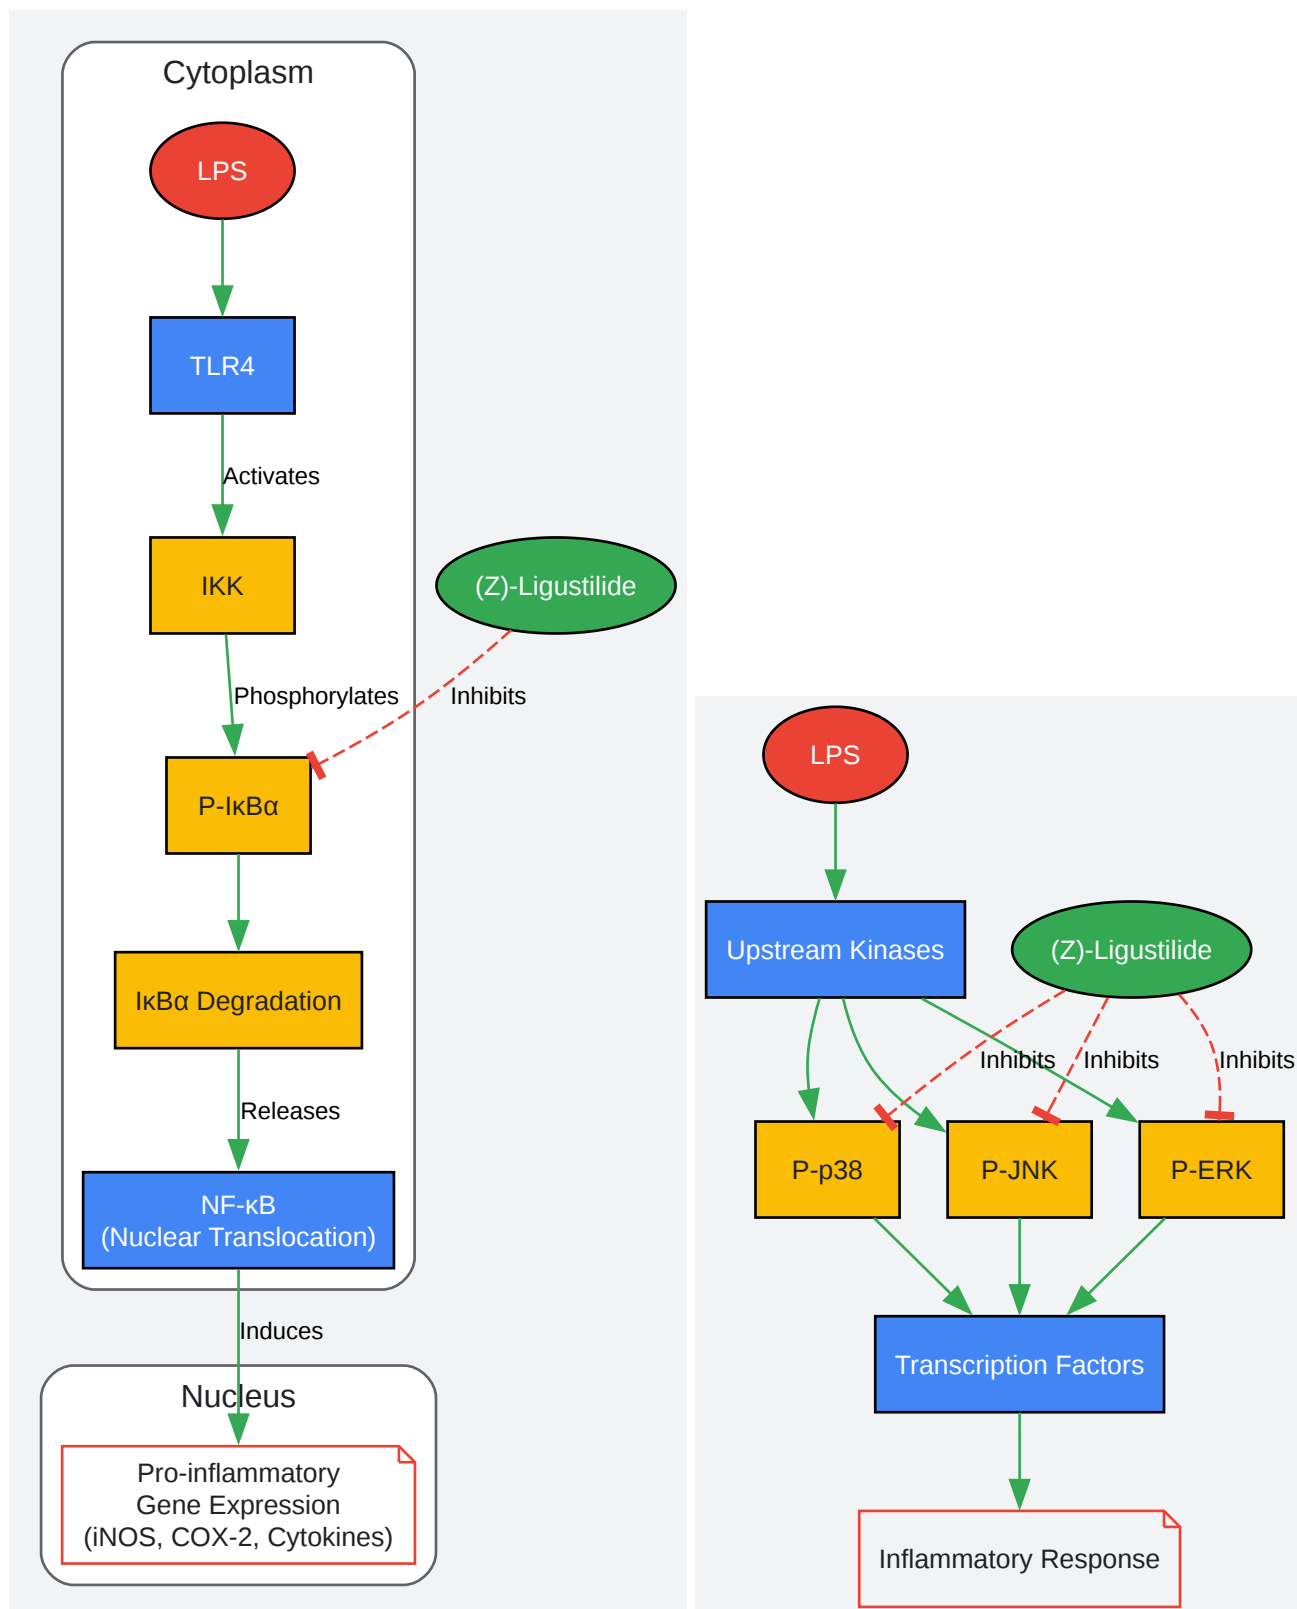 Cytoplasm
LPS
TLR4
Activates
IKK
(Z)-Ligustilide
Phosphorylates
Inhibits
P-IκBα
IκBα Degradation
Releases
NF-κB
(Nuclear Translocation)
Induces
Nucleus
Pro-inflammatory
Gene Expression
(iNOS, COX-2, Cytokines)
LPS
Upstream Kinases
(Z)-Ligustilide
Inhibits
Inhibits
Inhibits
P-p38
P-JNK
P-ERK
Transcription Factors
Inflammatory Response